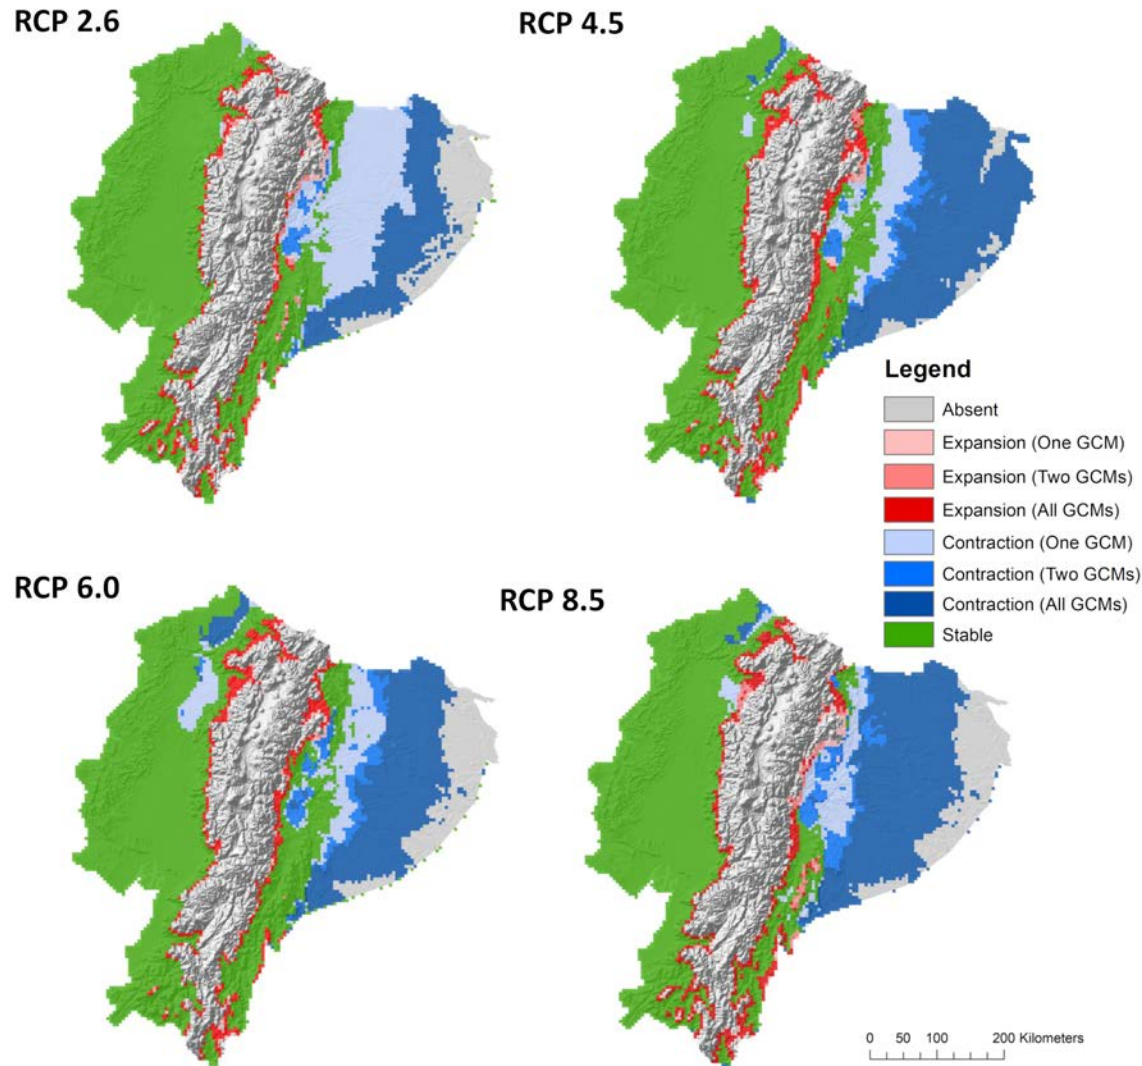 RCP 2.6
RCP 4.5
Legend
Absent
Expansion (One GCM)
Expansion (Two GCMs)
Expansion (All GCMs)
Contraction (One GCM)
Contraction (Two GCMs)
Contraction (All GCMs)
Stable
RCP 6.0
RCP 8.5
0 50 100 200 Kilometers